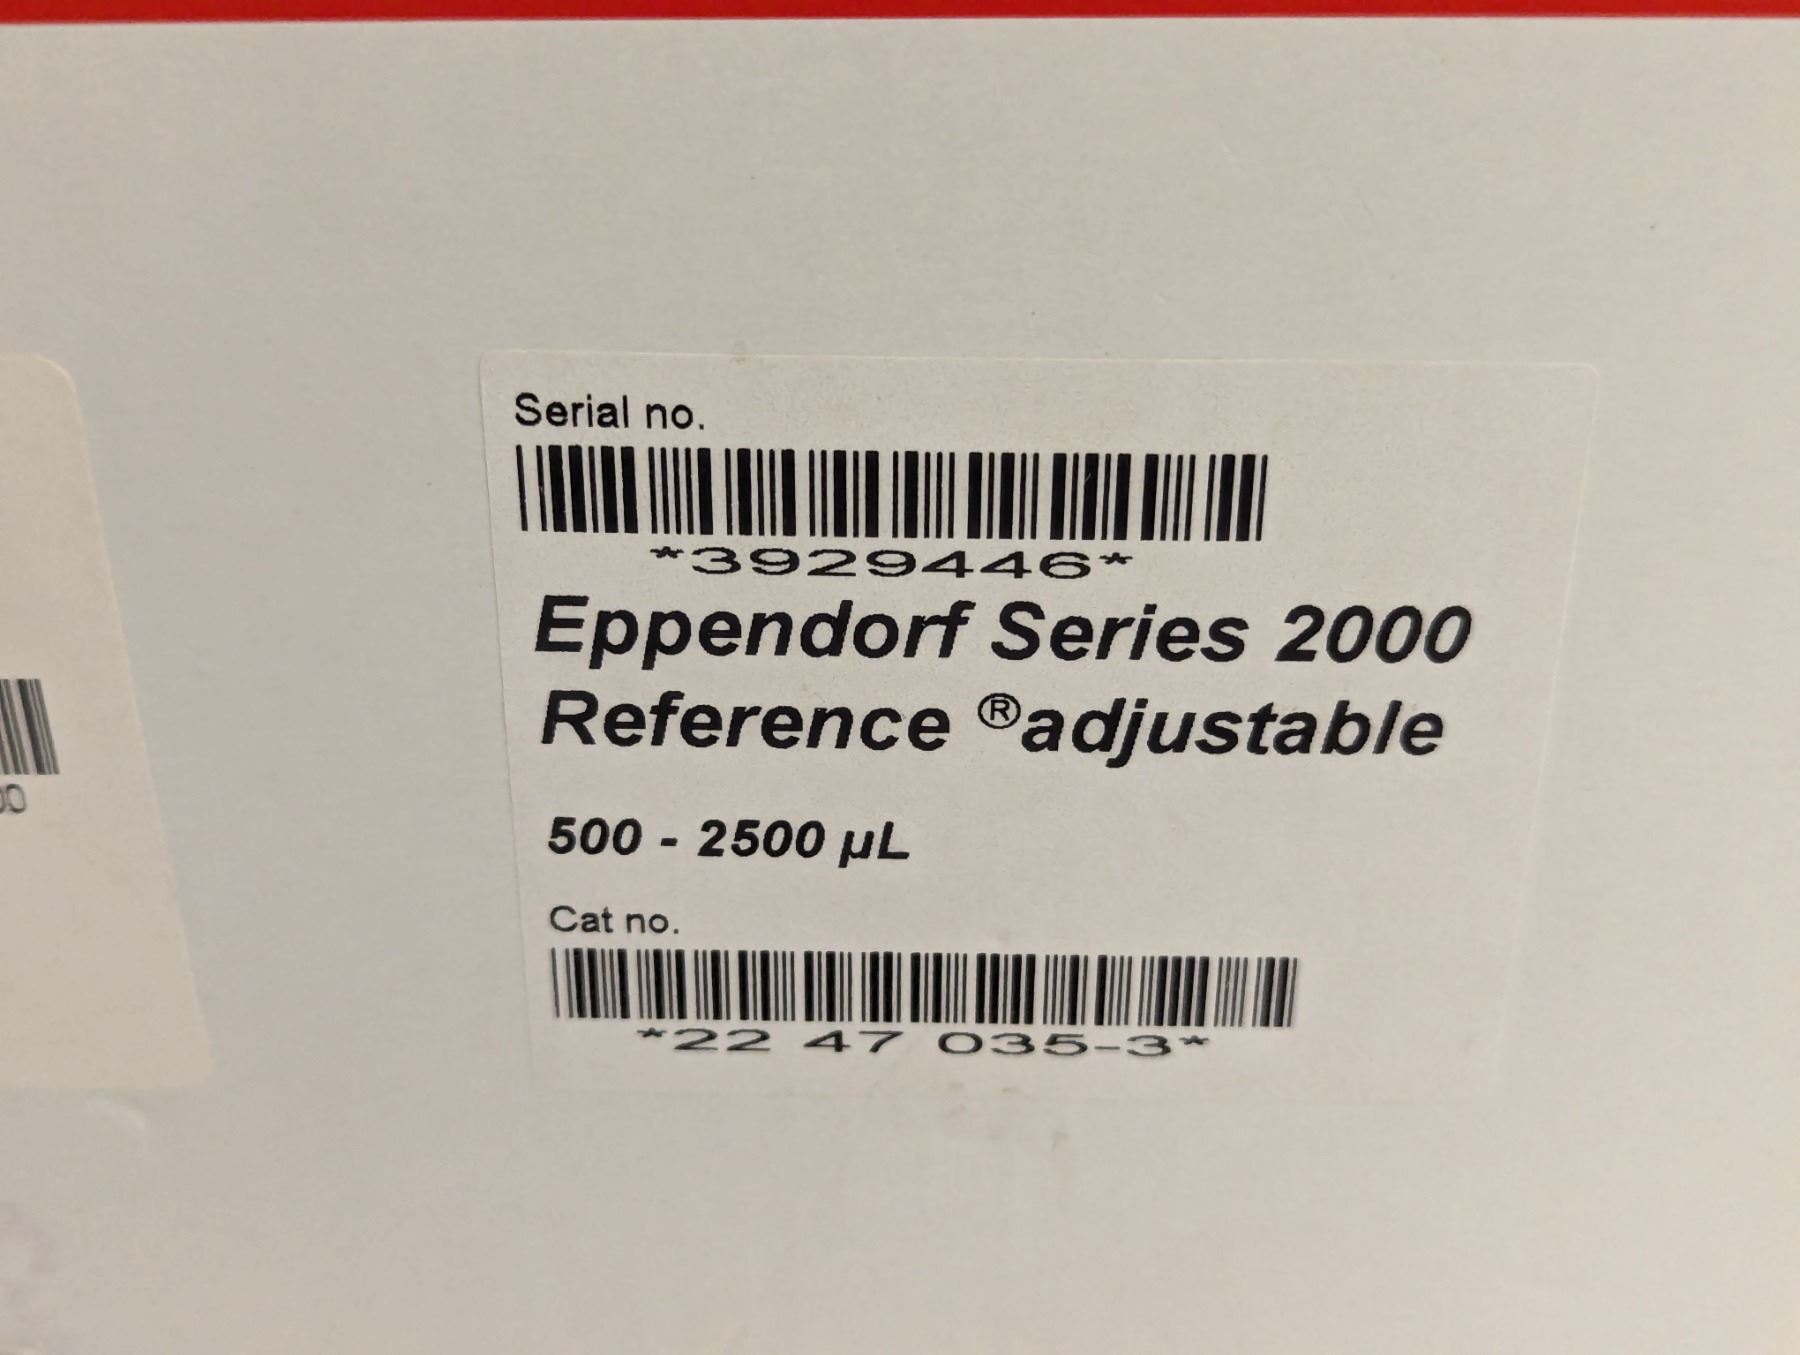 Serial no.
*3929446*
Eppendorf Series 2000
Reference ®adjustable
500 - 2500 µL
Cat no.
*22 47 035-3*